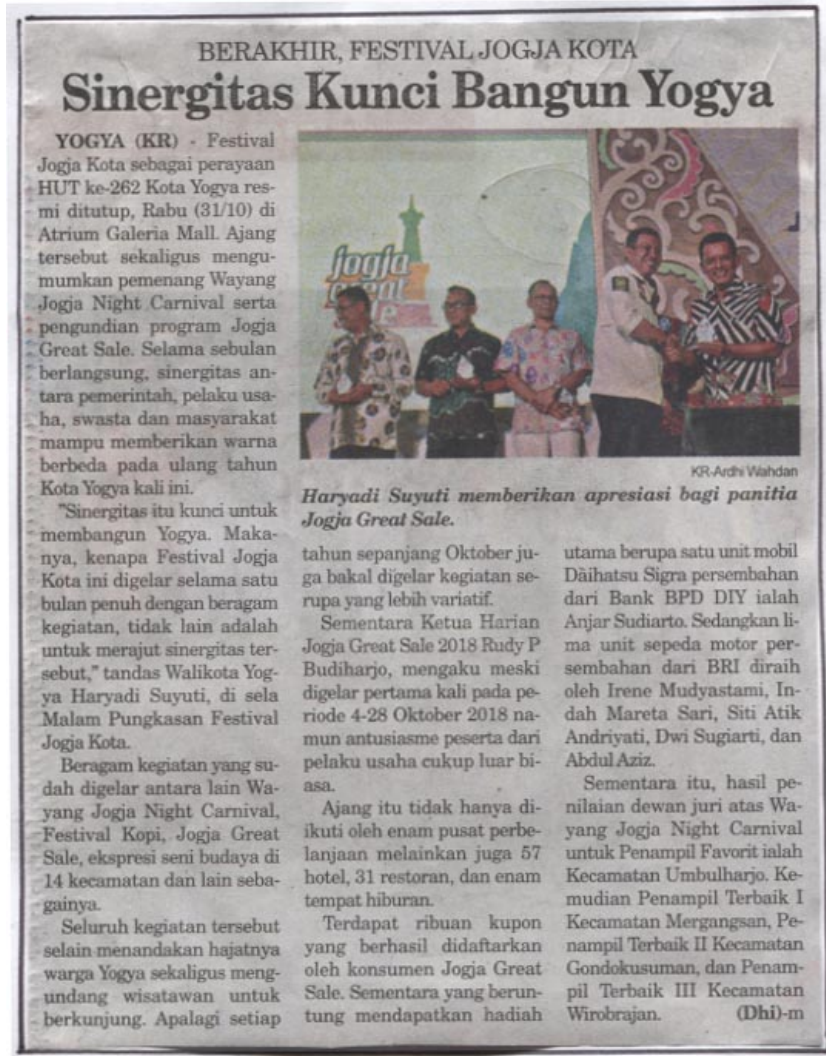 BERAKHIR, FESTIVAL JOGJA KOTA
Sinergitas Kunci Bangun Yogya
YOGYA (KR) - Festival
Jogja Kota sebagai perayaan
HUT ke-262 Kota Yogya res-
mi ditutup, Rabu (31/10) di
Atrium Galeria Mall. Ajang
tersebut sekaligus mengu-
mumkan pemenang Wayang
Jogja Night Carnival serta
pengundian program Jogja
Great Sale. Selama sebulan
berlangsung, sinergitas an-
tara pemerintah, pelaku usa-
ha, swasta dan masyarakat
mampu memberikan warna
berbeda pada ulang tahun
Kota Yogya kali ini.
"Sinergitas itu kunci untuk
membangun Yogya. Maka-
nya, kenapa Festival Jogja
Kota ini digelar selama satu
bulan penuh dengan beragam
kegiatan, tidak lain adalah
untuk merajut sinergitas ter-
sebut," tandas Walikota Yog-
ya Haryadi Suyuti, di sela
Malam Pungkasan Festival
Jogja Kota.
Beragam kegiatan yang su-
dah digelar antara lain Wa-
yang Jogja Night Carnival,
Festival Kopi, Jogja Great
Sale, ekspresi seni budaya di
14 kecamatan dan lain seba-
gainya.
Seluruh kegiatan tersebut
selain menandakan hajatnya
warga Yogya sekaligus meng-
undang wisatawan untuk
berkunjung. Apalagi setiap
jogja
great
KR-Ardhi Wahdan
Haryadi Suyuti memberikan apresiasi bagi panitia
Jogja Great Sale.
tahun sepanjang Oktober ju-
ga bakal digelar kegiatan se-
rupa yang lebih variatif.
Sementara Ketua Harian
Jogja Great Sale 2018 Rudy P
Budiharjo, mengaku meski
digelar pertama kali pada pe-
riode 4-28 Oktober 2018 na-
mun antusiasme peserta dari
pelaku usaha cukup luar bi-
asa.
Ajang itu tidak hanya di-
ikuti oleh enam pusat perbe-
lanjaan melainkan juga 57
hotel, 31 restoran, dan enam
tempat hiburan.
Terdapat ribuan kupon
yang berhasil didaftarkan
oleh konsumen Jogja Great
Sale. Sementara yang berun-
tung mendapatkan hadiah
utama berupa satu unit mobil
Daihatsu Sigra persembahan
dari Bank BPD DIY ialah
Anjar Sudiarto. Sedangkan li-
ma unit sepeda motor per-
sembahan dari BRI diraih
oleh Irene Mudyastami, In-
dah Mareta Sari, Siti Atik
Andriyati, Dwi Sugiarti, dan
Abdul Aziz.
Sementara itu, hasil pe-
nilaian dewan juri atas Wa-
yang Jogja Night Carnival
untuk Penampil Favorit ialah
Kecamatan Umbulharjo. Ke-
mudian Penampil Terbaik I
Kecamatan Mergangsan, Pe-
nampil Terbaik II Kecamatan
Gondokusuman, dan Penam-
pil Terbaik III Kecamatan
Wirobrajan. (Dhi)-m